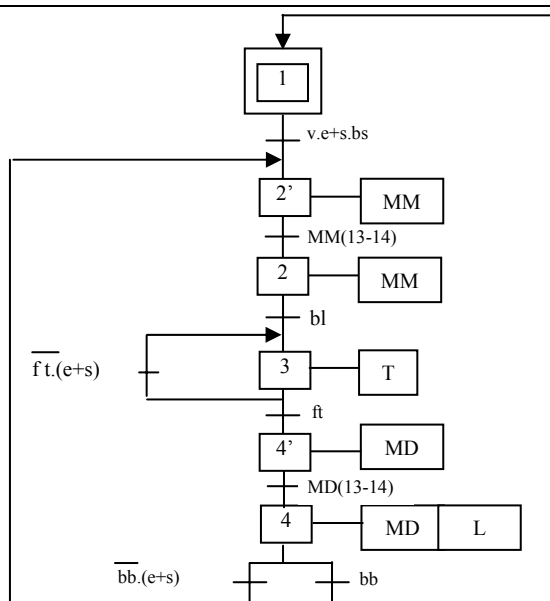 1
v.e+s.bs
2’ MM
MM(13-14)
2 MM
bl
f t.(e+s)
3 T
ft
4’ MD
MD(13-14)
4 MD L
bb.(e+s) bb